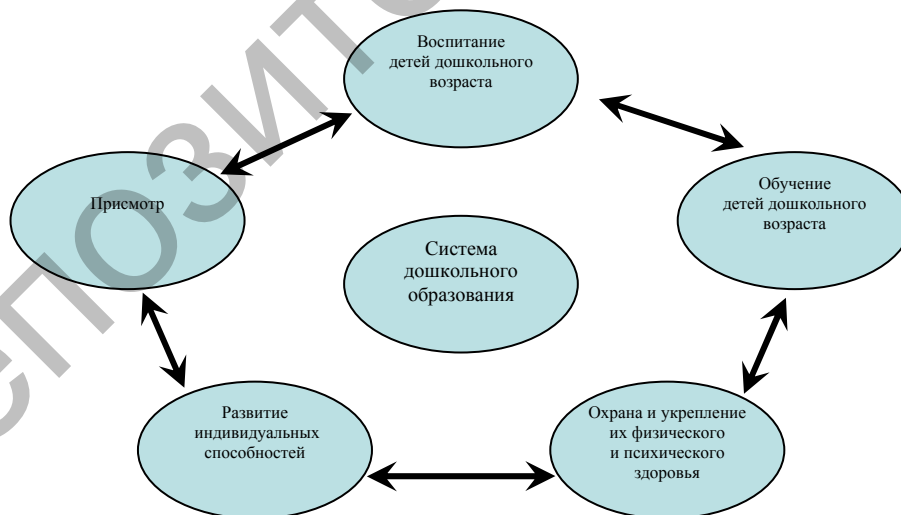 Воспитание
детей дошкольного
возраста
Присмотр
Обучение
детей дошкольного
возраста
Система
дошкольного
образования
Развитие
индивидуальных
способностей
Охрана и укрепление
их физического
и психического
здоровья